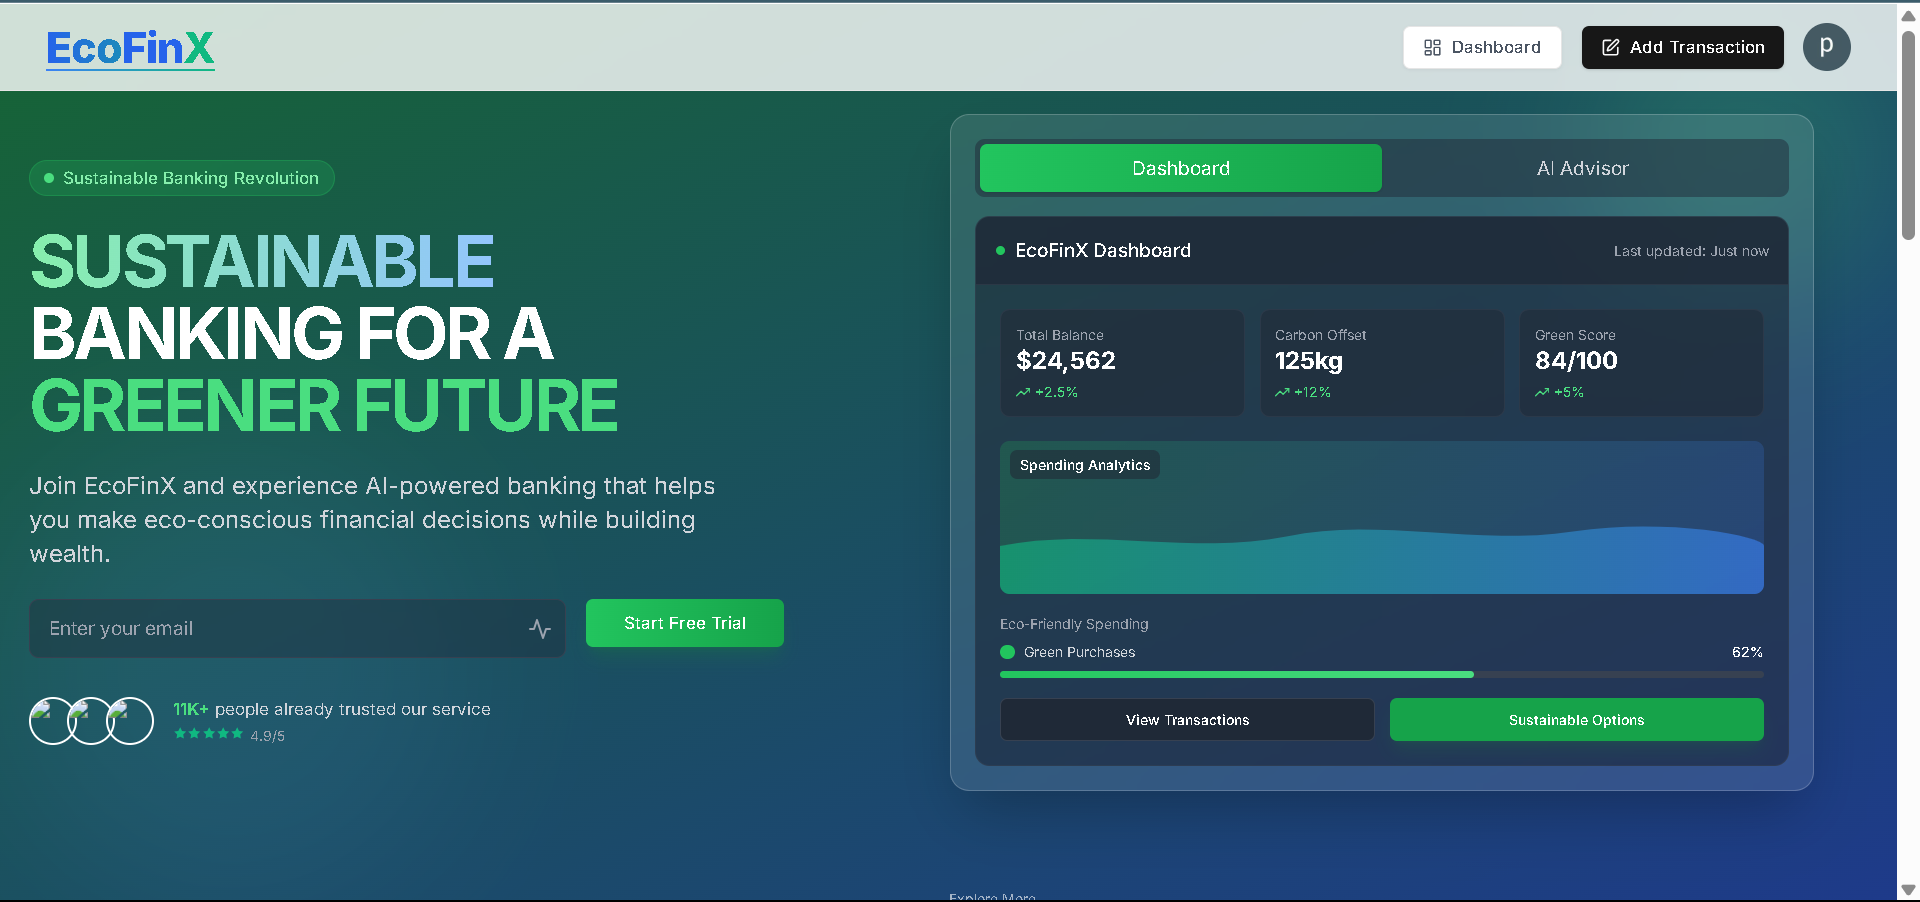 EcoFinX
Dashboard
Add Transaction
p
Sustainable Banking Revolution
SUSTAINABLE
BANKING FOR A
GREENER FUTURE
Join EcoFinX and experience AI-powered banking that helps
you make eco-conscious financial decisions while building
wealth.
Enter your email
Start Free Trial
11K+ people already trusted our service
4.9/5
Dashboard
AI Advisor
EcoFinX Dashboard
Last updated: Just now
Total Balance
$24,562
+2.5%
Carbon Offset
125kg
+12%
Green Score
84/100
+5%
Spending Analytics
Eco-Friendly Spending
Green Purchases
62%
View Transactions
Sustainable Options
Explore More